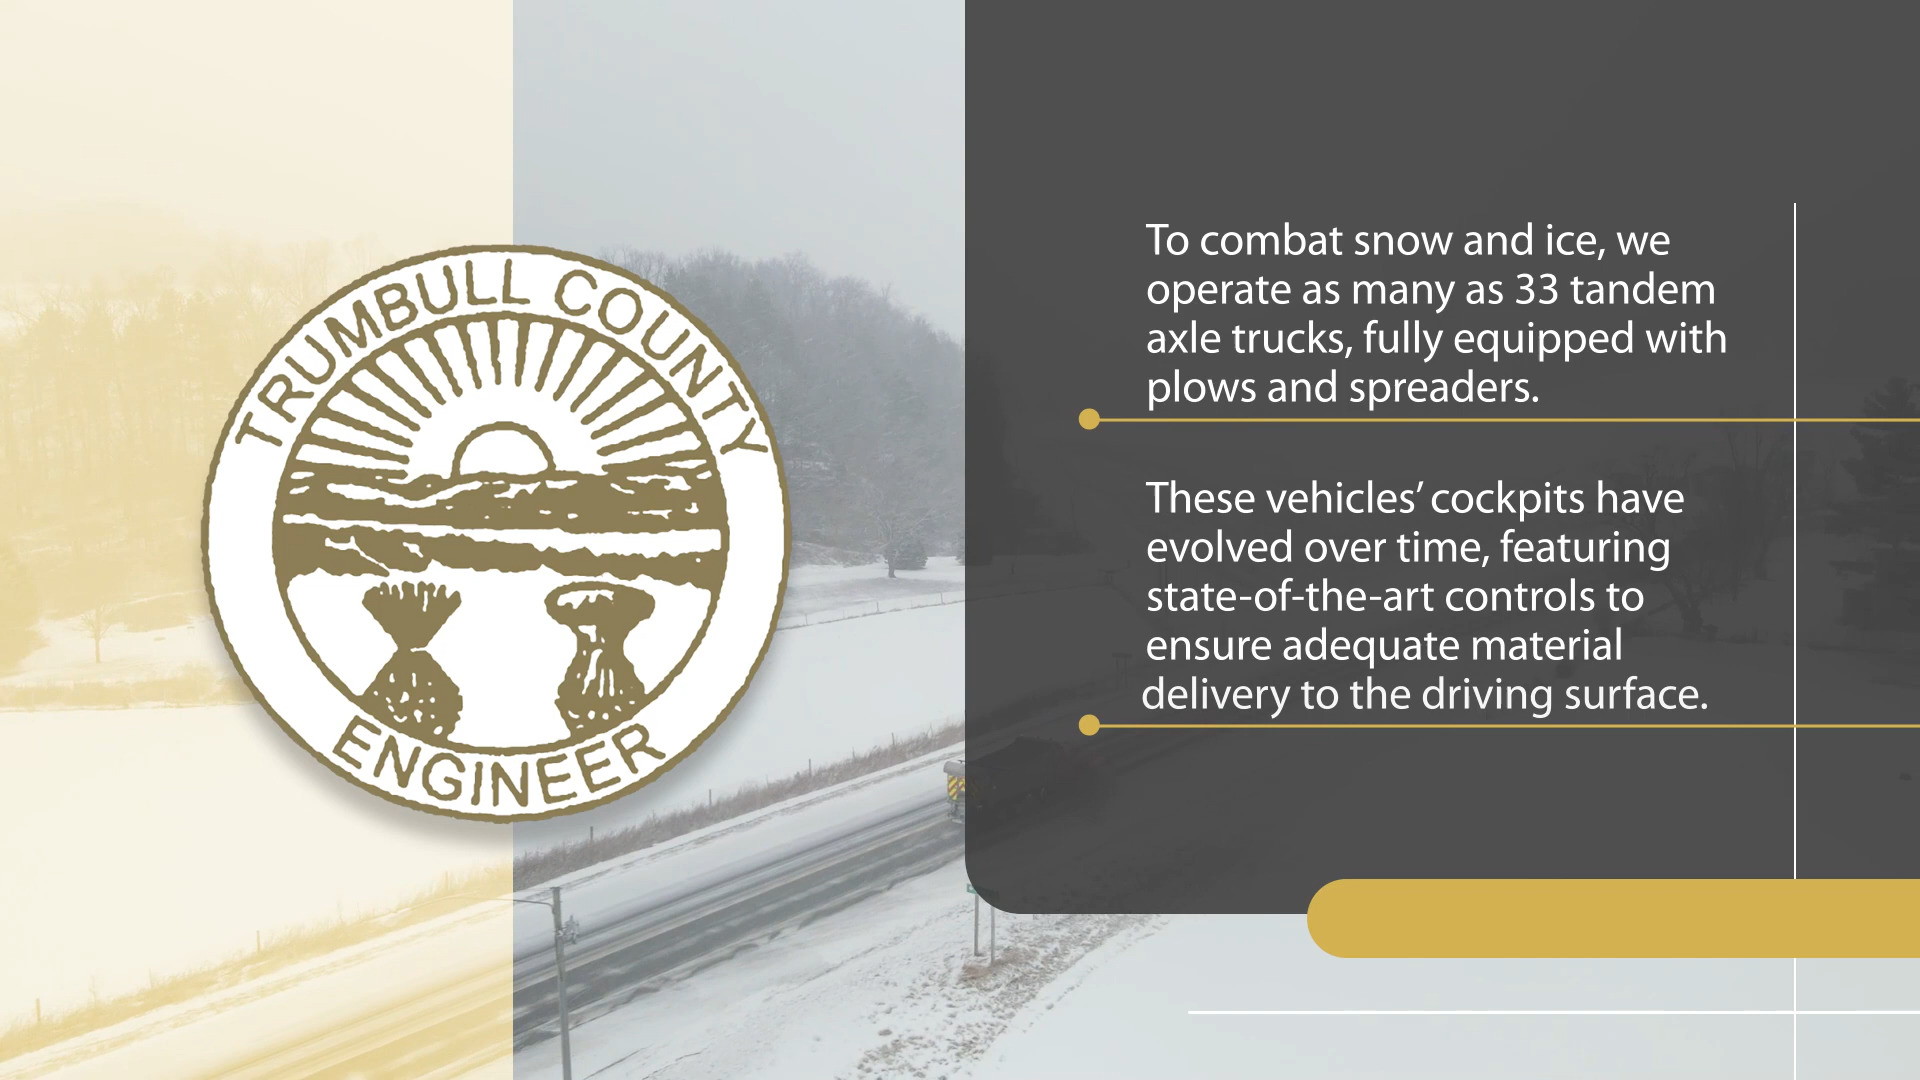 TRUMBULL COUNTY
ENGINEER
To combat snow and ice, we
operate as many as 33 tandem
axle trucks, fully equipped with
plows and spreaders.
These vehicles’ cockpits have
evolved over time, featuring
state-of-the-art controls to
ensure adequate material
delivery to the driving surface.